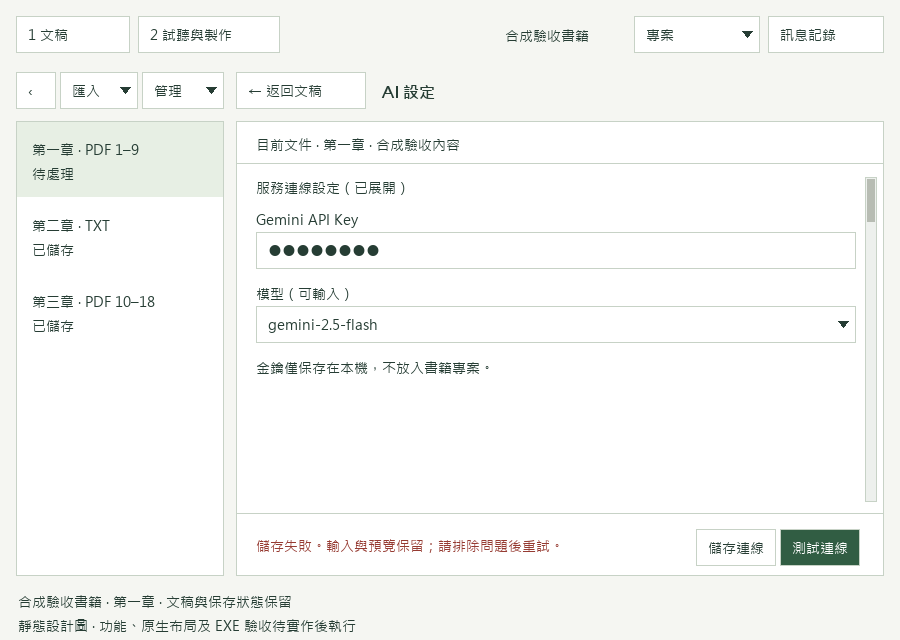 1 文稿
2 試聽與製作
合成驗收書籍
專案
訊息記錄
‹
匯入
管理
← 返回文稿
AI 設定
第一章 · PDF 1–9
待處理
第二章 · TXT
已儲存
第三章 · PDF 10–18
已儲存
目前文件 · 第一章 · 合成驗收內容
服務連線設定（已展開）
Gemini API Key
●●●●●●●●
模型（可輸入）
gemini-2.5-flash
金鑰僅保存在本機，不放入書籍專案。
儲存失敗。輸入與預覽保留；請排除問題後重試。
儲存連線
測試連線
合成驗收書籍 · 第一章 · 文稿與保存狀態保留
靜態設計圖 · 功能、原生布局及 EXE 驗收待實作後執行